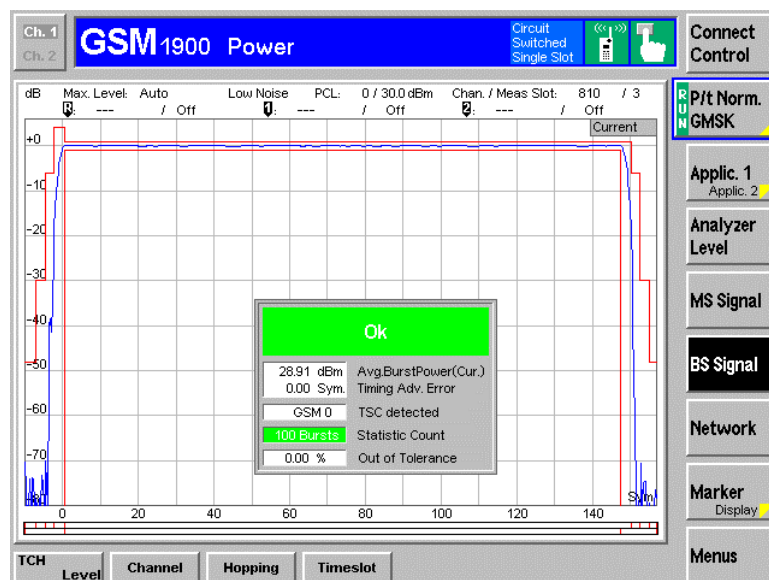 Ch. 1
Ch. 2
GSM 1900 Power
Circuit Switched Single Slot
Connect Control
dB Max. Level: Auto Low Noise PCL: 0 / 30.0 dBm Chan. / Meas Slot: 810 / 3
R: --- / Off 1: --- / Off 2: --- / Off
Current
RUN
P/t Norm. GMSK
Applic. 1
Applic. 2
Analyzer Level
MS Signal
BS Signal
Network
Marker
Display
Menus
+0
-10
-20
-30
-40
-50
-60
-70
-80
Ok
28.91 dBm Avg.BurstPower(Cur.)
0.00 Sym. Timing Adv. Error
GSM 0 TSC detected
100 Bursts Statistic Count
0.00 % Out of Tolerance
Sym
0 20 40 60 80 100 120 140
TCH Level
Channel
Hopping
Timeslot